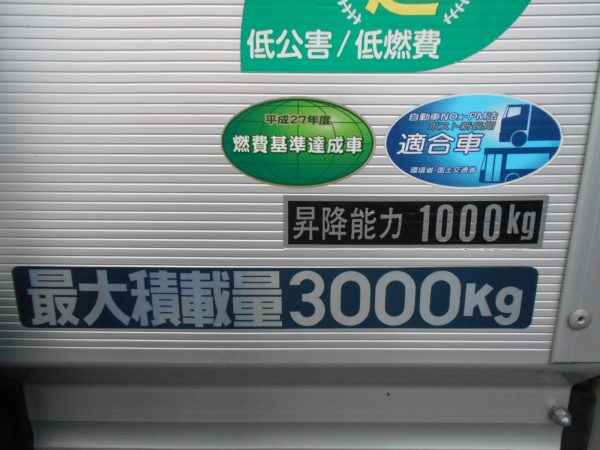 低公害/低燃費
平成27年度
燃費基準達成車
自動車NOx・PM法
ポスト新長期
適合車
環境省・国土交通省
昇降能力 1000kg
最大積載量3000Kg